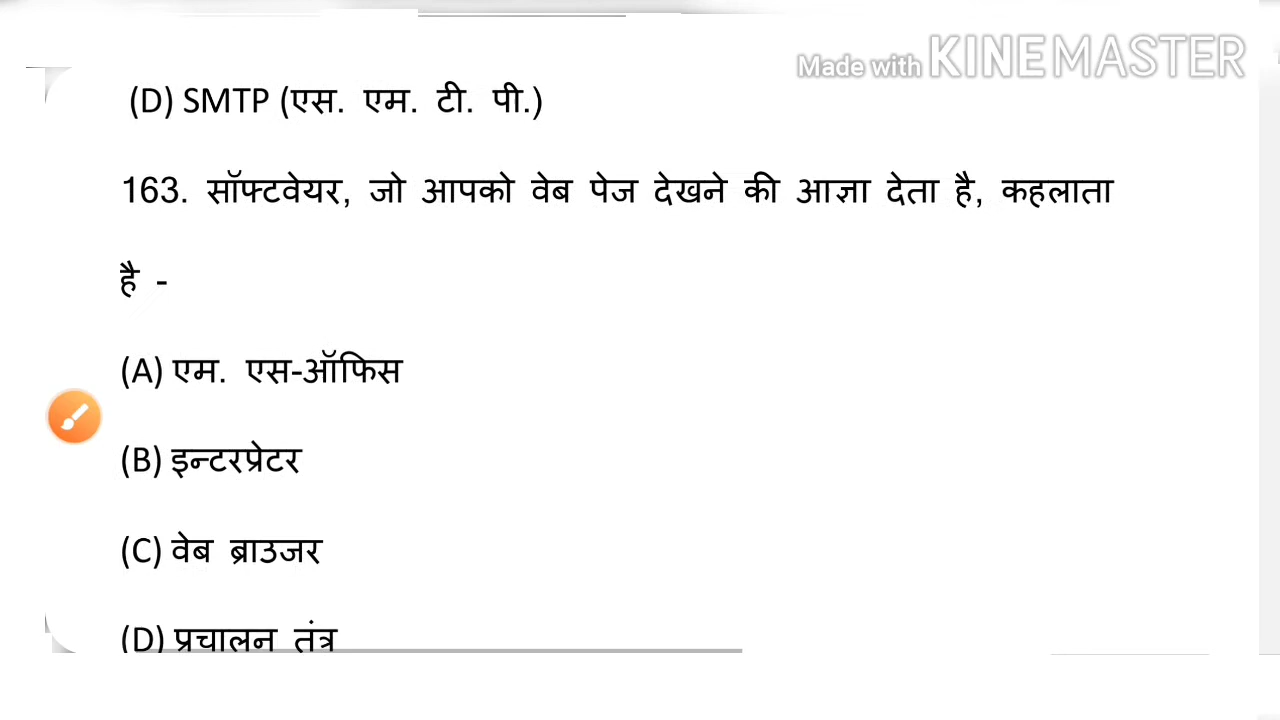 Made with KINEMASTER
(D) SMTP (एस. एम. टी. पी.)
163. सॉफ्टवेयर, जो आपको वेब पेज देखने की आज्ञा देता है, कहलाता
है -
(A) एम. एस-ऑफिस
(B) इन्टरप्रेटर
(C) वेब ब्राउजर
(D) प्रचालन तंत्र